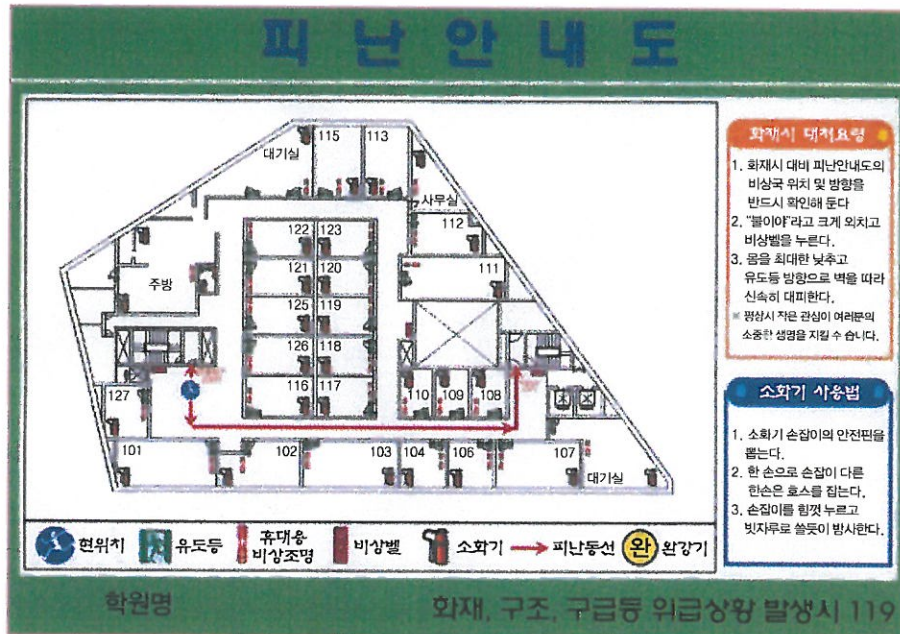 피난안내도
115 113
대기실
사무실
122 123
112
121 120
111
주방
125 119
126 118
116 117
110 109 108
127
101 102 103 104 106 107
대기실
화재시 대처요령
1. 화재시 대비 피난안내도의
비상국 위치 및 방향을
반드시 확인해 둔다
2. "불이야"라고 크게 외치고
비상벨을 누른다.
3. 몸을 최대한 낮추고
유도등 방향으로 벽을 따라
신속히 대피한다.
※ 평상시 작은 관심이 여러분의
소중한 생명을 지킬 수 있습니다.
소화기 사용법
1. 소화기 손잡이의 안전핀을
뽑는다.
2. 한 손으로 손잡이 다른
한손은 호스를 잡는다.
3. 손잡이를 힘껏 누르고
빗자루로 쓸듯이 방사한다.
현위치 유도등 휴대용 비상조명 비상벨 소화기 피난동선 완 완강기
학원명
화재, 구조, 구급등 위급상황 발생시 119